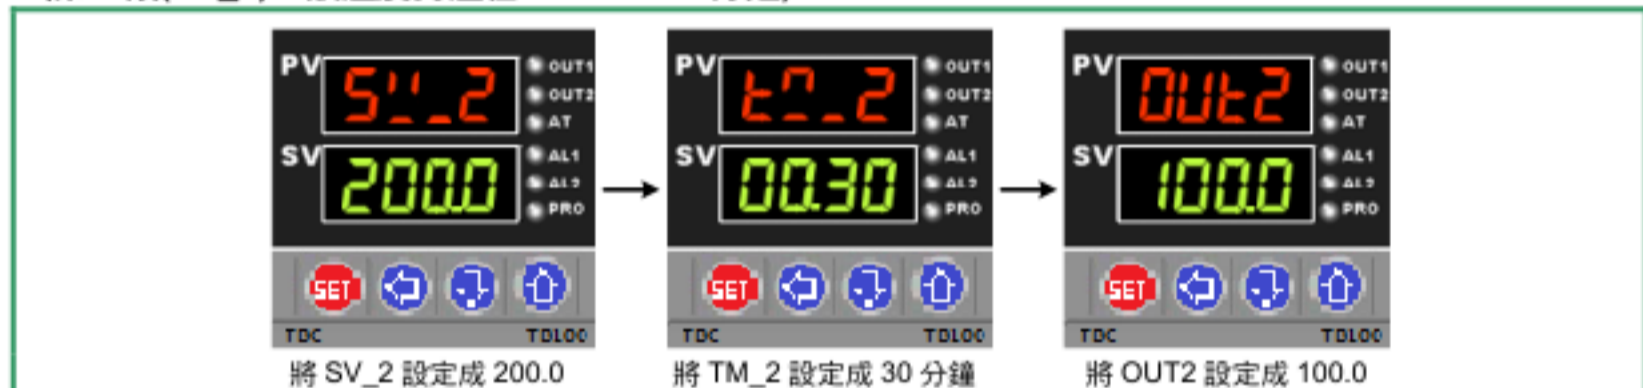 PV SV__2 OUT1 OUT2 AT
SV 200.0 AL1 AL2 PRO
SET
TDC TDL00
將 SV_2 設定成 200.0
PV tM__2 OUT1 OUT2 AT
SV 00.30 AL1 AL2 PRO
SET
TDC TDL00
將 TM_2 設定成 30 分鐘
PV OUt2 OUT1 OUT2 AT
SV 100.0 AL1 AL2 PRO
SET
TDC TDL00
將 OUT2 設定成 100.0